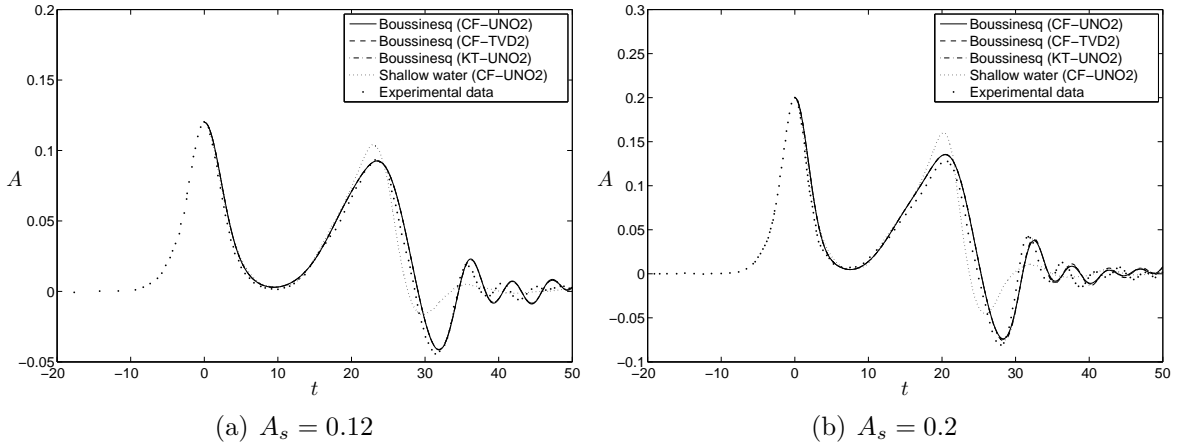 0.2
0.15
0.1
0.05
0
−0.05
A
−20 −10 0 10 20 30 40 50
t
Boussinesq (CF−UNO2)
Boussinesq (CF−TVD2)
Boussinesq (KT−UNO2)
Shallow water (CF−UNO2)
Experimental data
(a) A_s = 0.12
0.3
0.25
0.2
0.15
0.1
0.05
0
−0.05
−0.1
A
−20 −10 0 10 20 30 40 50
t
Boussinesq (CF−UNO2)
Boussinesq (CF−TVD2)
Boussinesq (KT−UNO2)
Shallow water (CF−UNO2)
Experimental data
(b) A_s = 0.2